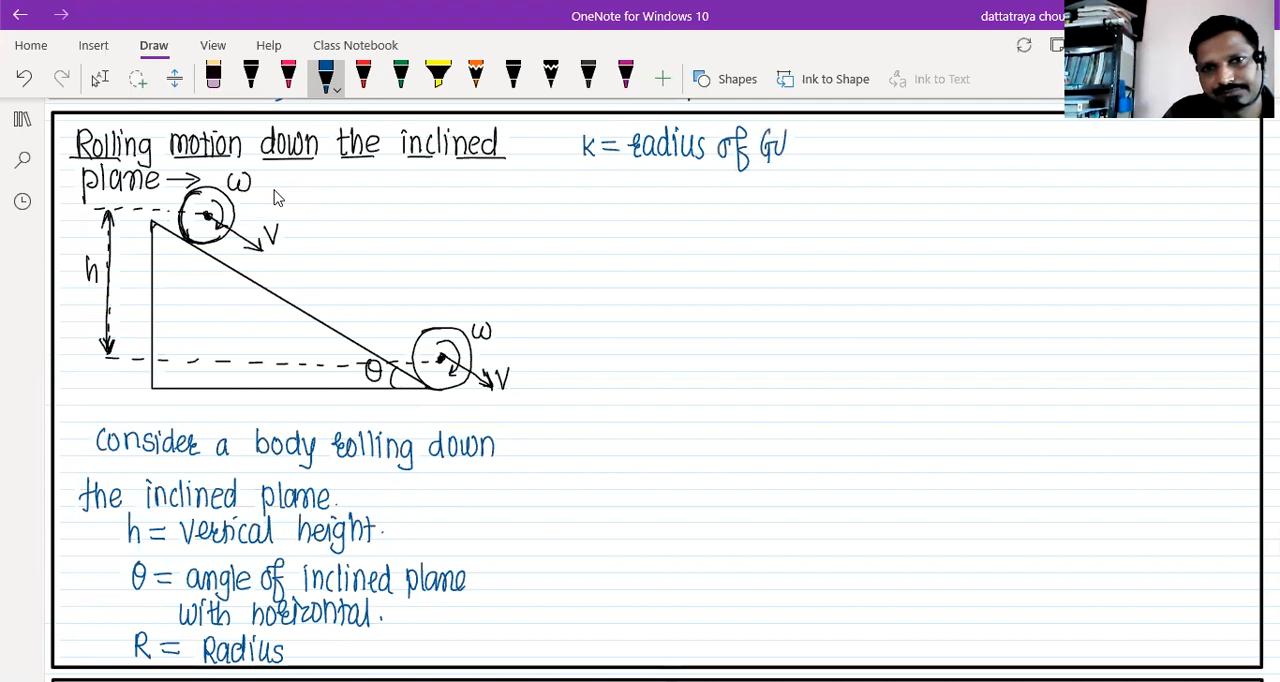 OneNote for Windows 10
dattatraya chou
Home Insert Draw View Help Class Notebook
Shapes Ink to Shape Ink to Text
Rolling motion down the inclined
plane → ω
V
h
ω
θ
V
Consider a body rolling down
the inclined plane.
h = vertical height.
θ = angle of inclined plane
with horizontal.
R = Radius
K = radius of Gy